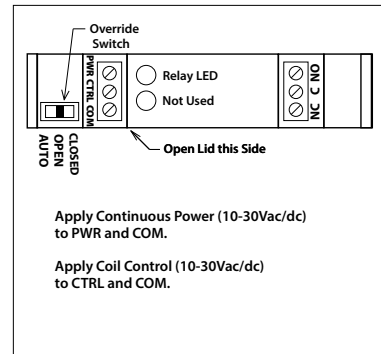 Override
Switch
PWR CTRL COM
Relay LED
Not Used
NC C NO
AUTO
OPEN
CLOSED
Open Lid this Side
Apply Continuous Power (10-30Vac/dc)
to PWR and COM.
Apply Coil Control (10-30Vac/dc)
to CTRL and COM.